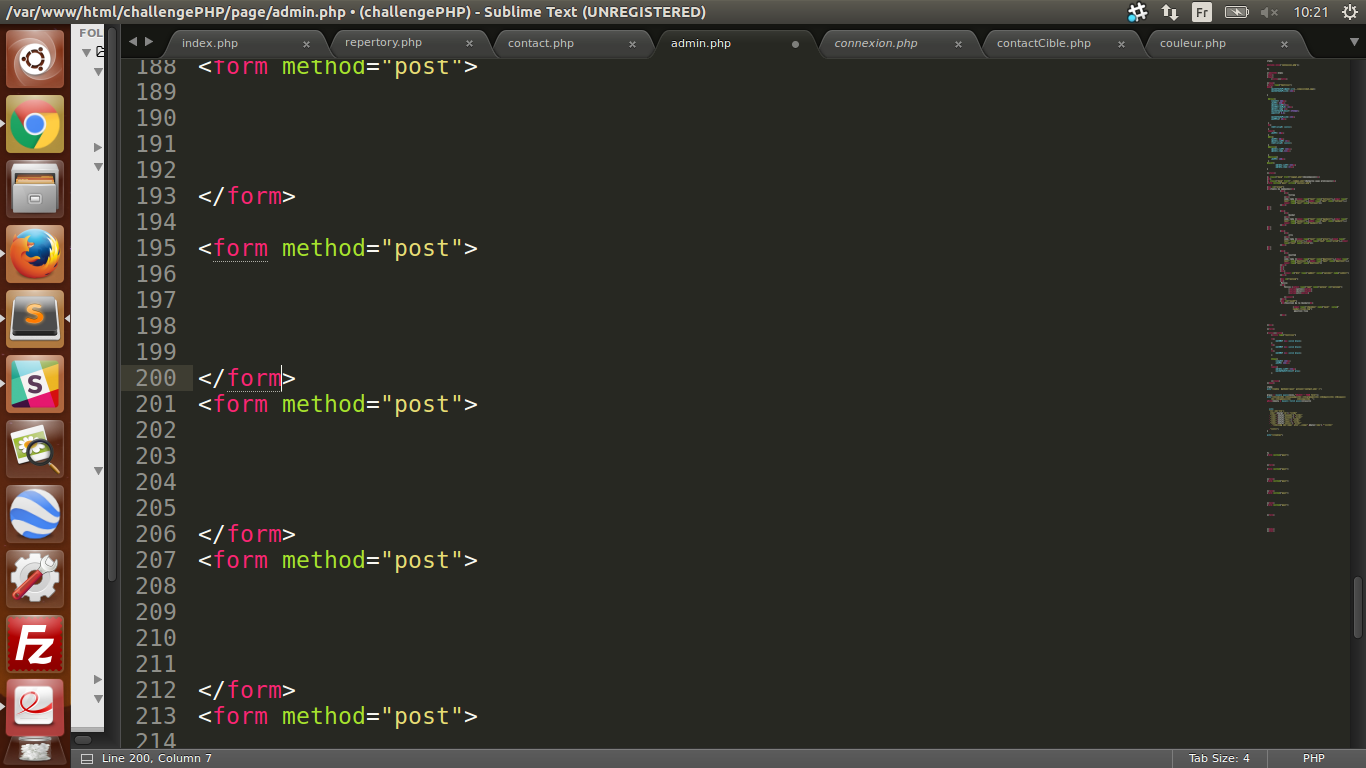 /var/www/html/challengePHP/page/admin.php • (challengePHP) - Sublime Text (UNREGISTERED)
Fr
10:21
FOL
index.php
repertory.php
contact.php
admin.php
connexion.php
contactCible.php
couleur.php
188 <form method="post">
189
190
191
192
193 </form>
194
195 <form method="post">
196
197
198
199
200 </form>
201 <form method="post">
202
203
204
205
206 </form>
207 <form method="post">
208
209
210
211
212 </form>
213 <form method="post">
214
Line 200, Column 7
Tab Size: 4
PHP